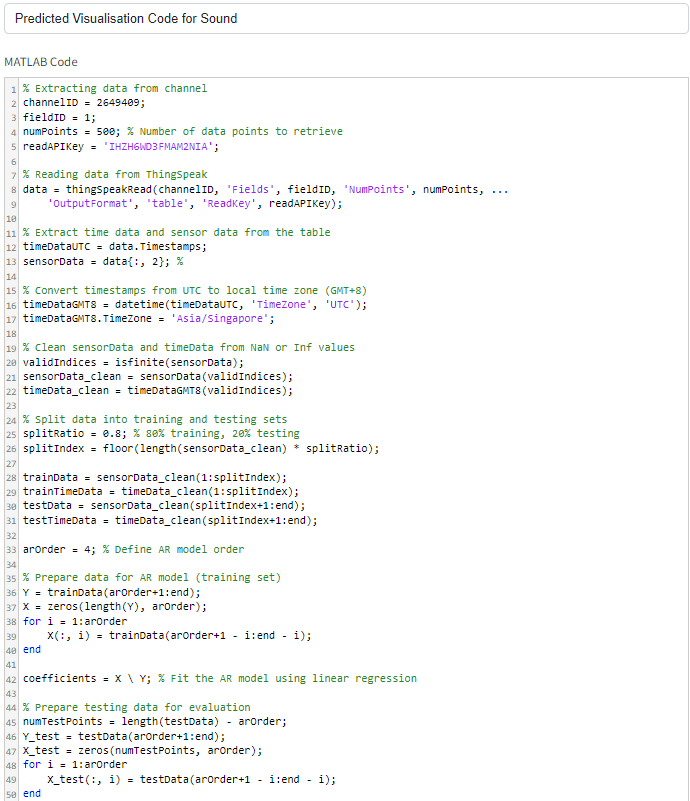 Predicted Visualisation Code for Sound
MATLAB Code
1 % Extracting data from channel
2 channelID = 2649409;
3 fieldID = 1;
4 numPoints = 500; % Number of data points to retrieve
5 readAPIKey = 'IHZH6WD3FMAM2NIA';
6
7 % Reading data from ThingSpeak
8 data = thingSpeakRead(channelID, 'Fields', fieldID, 'NumPoints', numPoints, ...
9     'OutputFormat', 'table', 'ReadKey', readAPIKey);
10
11 % Extract time data and sensor data from the table
12 timeDataUTC = data.Timestamps;
13 sensorData = data{:, 2}; %
14
15 % Convert timestamps from UTC to local time zone (GMT+8)
16 timeDataGMT8 = datetime(timeDataUTC, 'TimeZone', 'UTC');
17 timeDataGMT8.TimeZone = 'Asia/Singapore';
18
19 % Clean sensorData and timeData from NaN or Inf values
20 validIndices = isfinite(sensorData);
21 sensorData_clean = sensorData(validIndices);
22 timeData_clean = timeDataGMT8(validIndices);
23
24 % Split data into training and testing sets
25 splitRatio = 0.8; % 80% training, 20% testing
26 splitIndex = floor(length(sensorData_clean) * splitRatio);
27
28 trainData = sensorData_clean(1:splitIndex);
29 trainTimeData = timeData_clean(1:splitIndex);
30 testData = sensorData_clean(splitIndex+1:end);
31 testTimeData = timeData_clean(splitIndex+1:end);
32
33 arOrder = 4; % Define AR model order
34
35 % Prepare data for AR model (training set)
36 Y = trainData(arOrder+1:end);
37 X = zeros(length(Y), arOrder);
38 for i = 1:arOrder
39     X(:, i) = trainData(arOrder+1 - i:end - i);
40 end
41
42 coefficients = X \ Y; % Fit the AR model using linear regression
43
44 % Prepare testing data for evaluation
45 numTestPoints = length(testData) - arOrder;
46 Y_test = testData(arOrder+1:end);
47 X_test = zeros(numTestPoints, arOrder);
48 for i = 1:arOrder
49     X_test(:, i) = testData(arOrder+1 - i:end - i);
50 end